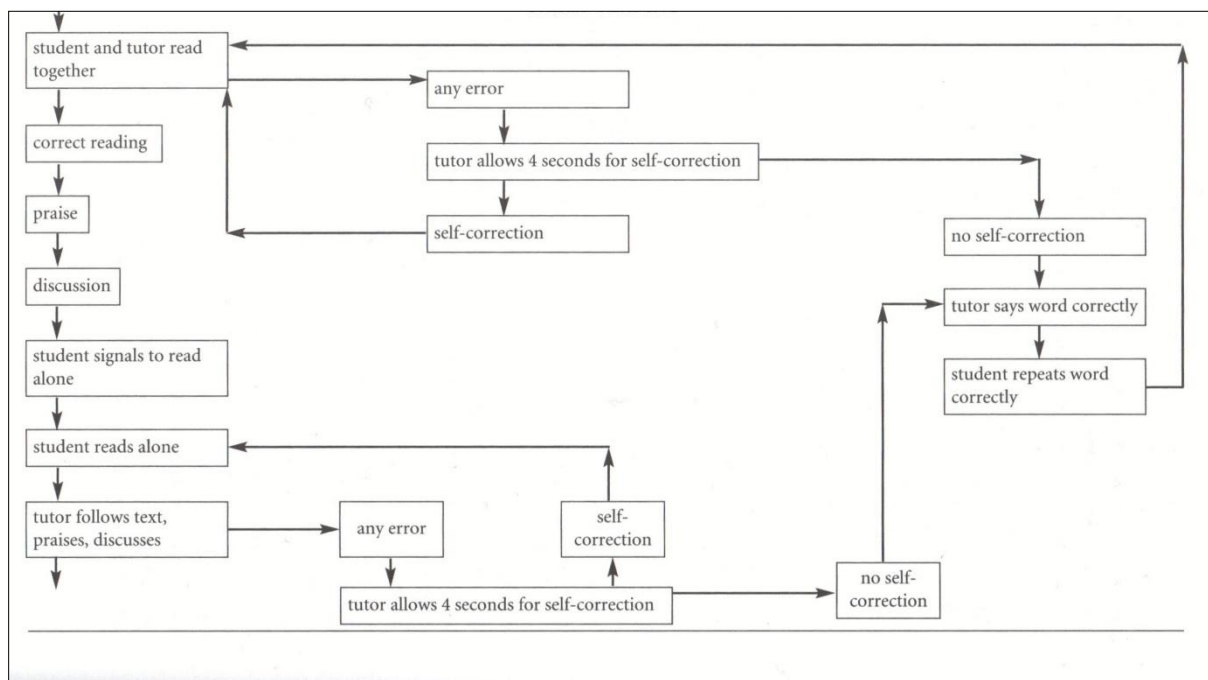 student and tutor read
together
any error
correct reading
tutor allows 4 seconds for self-correction
praise
self-correction
no self-correction
discussion
tutor says word correctly
student signals to read
alone
student repeats word
correctly
student reads alone
tutor follows text,
praises, discusses
any error
self-
correction
tutor allows 4 seconds for self-correction
no self-
correction